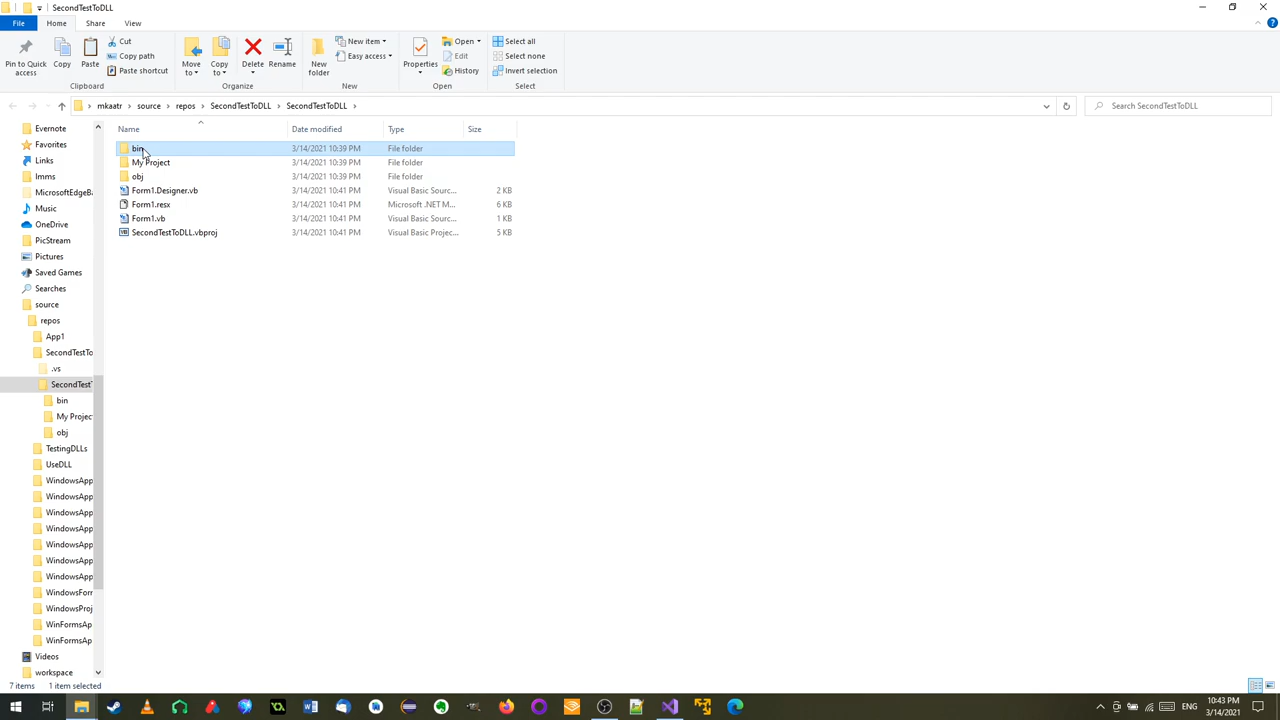 SecondTestToDLL
File Home Share View
Pin to Quick access
Copy
Paste
Cut
Copy path
Paste shortcut
Move to
Copy to
Delete
Rename
New folder
New item
Easy access
Properties
Open
Edit
History
Select all
Select none
Invert selection
Clipboard Organize New Open Select
mkaatr source repos SecondTestToDLL SecondTestToDLL
Search SecondTestToDLL
Evernote
Favorites
Links
lmms
MicrosoftEdgeBa
Music
OneDrive
PicStream
Pictures
Saved Games
Searches
source
repos
App1
SecondTestTo
.vs
SecondTestT
bin
My Projec
obj
TestingDLLs
UseDLL
WindowsApp
WindowsApp
WindowsApp
WindowsApp
WindowsApp
WindowsApp
WindowsApp
WindowsForr
WindowsProj
WinFormsAp
WinFormsAp
Videos
workspace
Name Date modified Type Size
bin 3/14/2021 10:39 PM File folder
My Project 3/14/2021 10:39 PM File folder
obj 3/14/2021 10:39 PM File folder
Form1.Designer.vb 3/14/2021 10:41 PM Visual Basic Sourc... 2 KB
Form1.resx 3/14/2021 10:41 PM Microsoft .NET M... 6 KB
Form1.vb 3/14/2021 10:41 PM Visual Basic Sourc... 1 KB
SecondTestToDLL.vbproj 3/14/2021 10:41 PM Visual Basic Projec... 5 KB
7 items 1 item selected
10:43 PM
3/14/2021